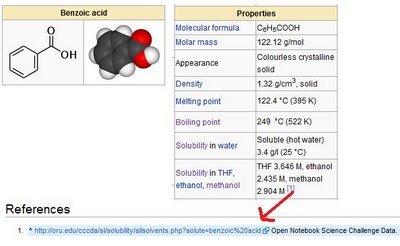 Benzoic acid
O
OH
Properties
Molecular formula C6H5COOH
Molar mass 122.12 g/mol
Appearance Colourless crystalline
solid
Density 1.32 g/cm3, solid
Melting point 122.4 °C (395 K)
Boiling point 249 °C (522 K)
Solubility in water Soluble (hot water)
3.4 g/l (25 °C)
Solubility in THF, THF 3.646 M, ethanol
ethanol, methanol 2.435 M, methanol
2.904 M [1]
References
1. ^ http://oru.edu/cccda/sl/solubility/allsolvents.php?solute=benzoic%20acid Open Notebook Science Challenge Data.